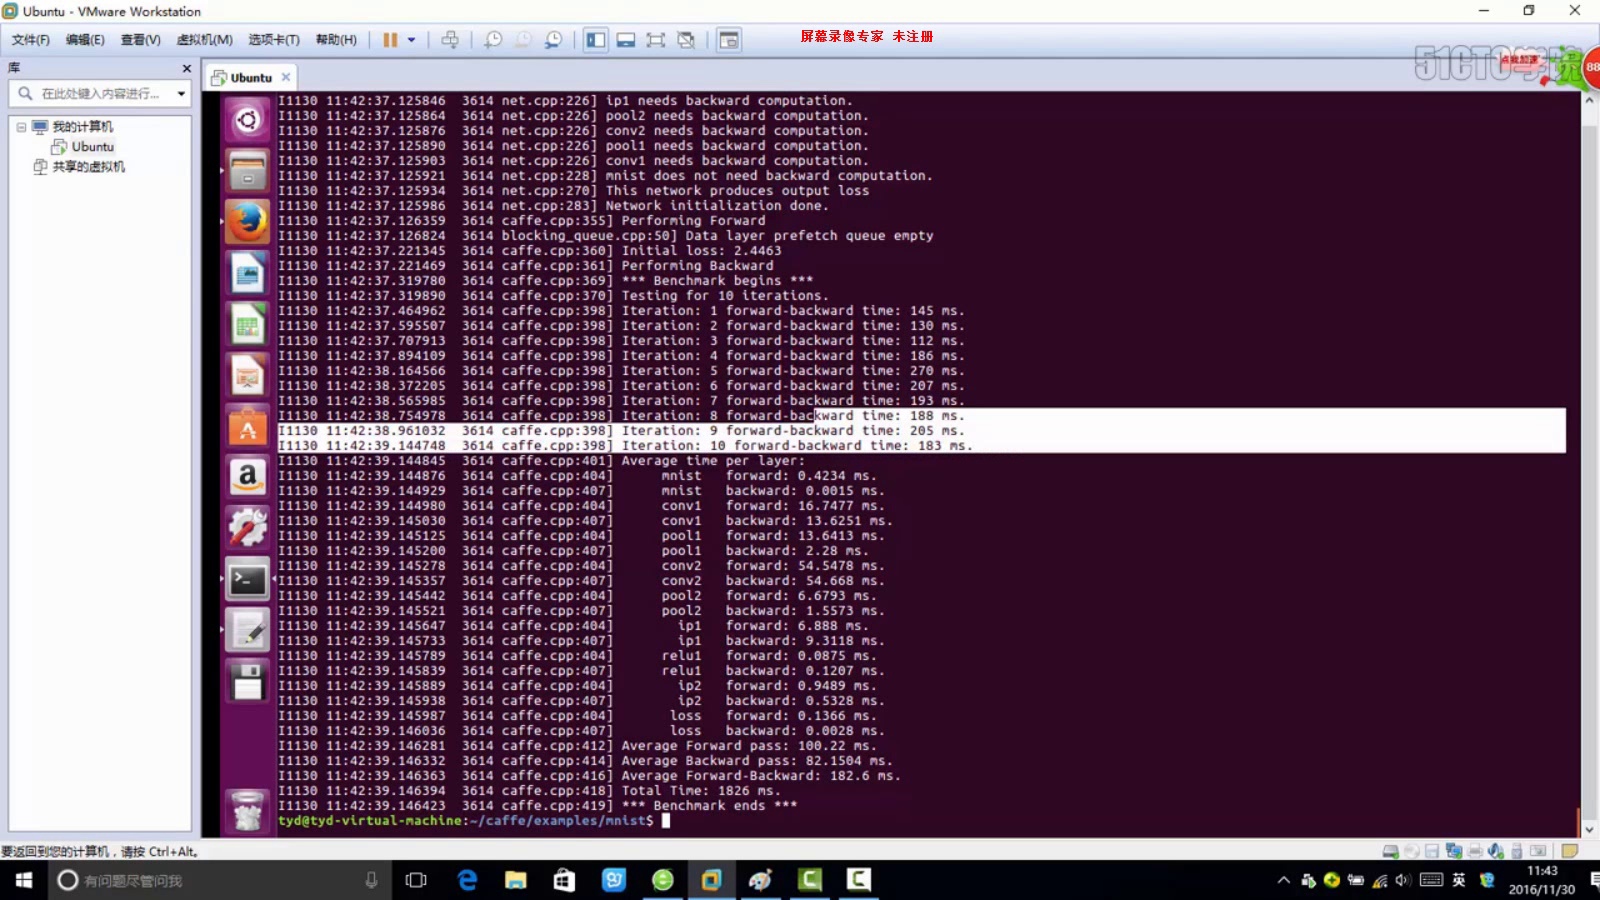 Ubuntu - VMware Workstation
文件(F) 编辑(E) 查看(V) 虚拟机(M) 选项卡(T) 帮助(H)
屏幕录像专家 未注册
51CTO学院
点我加速
88
库
在此处键入内容进行...
我的计算机
Ubuntu
共享的虚拟机
Ubuntu
I1130 11:42:37.125846  3614 net.cpp:226] ip1 needs backward computation.
I1130 11:42:37.125864  3614 net.cpp:226] pool2 needs backward computation.
I1130 11:42:37.125876  3614 net.cpp:226] conv2 needs backward computation.
I1130 11:42:37.125890  3614 net.cpp:226] pool1 needs backward computation.
I1130 11:42:37.125903  3614 net.cpp:226] conv1 needs backward computation.
I1130 11:42:37.125921  3614 net.cpp:228] mnist does not need backward computation.
I1130 11:42:37.125934  3614 net.cpp:270] This network produces output loss
I1130 11:42:37.125986  3614 net.cpp:283] Network initialization done.
I1130 11:42:37.126359  3614 caffe.cpp:355] Performing Forward
I1130 11:42:37.126824  3614 blocking_queue.cpp:50] Data layer prefetch queue empty
I1130 11:42:37.221345  3614 caffe.cpp:360] Initial loss: 2.4463
I1130 11:42:37.221469  3614 caffe.cpp:361] Performing Backward
I1130 11:42:37.319780  3614 caffe.cpp:369] *** Benchmark begins ***
I1130 11:42:37.319890  3614 caffe.cpp:370] Testing for 10 iterations.
I1130 11:42:37.464962  3614 caffe.cpp:398] Iteration: 1 forward-backward time: 145 ms.
I1130 11:42:37.595507  3614 caffe.cpp:398] Iteration: 2 forward-backward time: 130 ms.
I1130 11:42:37.707913  3614 caffe.cpp:398] Iteration: 3 forward-backward time: 112 ms.
I1130 11:42:37.894109  3614 caffe.cpp:398] Iteration: 4 forward-backward time: 186 ms.
I1130 11:42:38.164566  3614 caffe.cpp:398] Iteration: 5 forward-backward time: 270 ms.
I1130 11:42:38.372205  3614 caffe.cpp:398] Iteration: 6 forward-backward time: 207 ms.
I1130 11:42:38.565985  3614 caffe.cpp:398] Iteration: 7 forward-backward time: 193 ms.
I1130 11:42:38.754978  3614 caffe.cpp:398] Iteration: 8 forward-backward time: 188 ms.
I1130 11:42:38.961032  3614 caffe.cpp:398] Iteration: 9 forward-backward time: 205 ms.
I1130 11:42:39.144748  3614 caffe.cpp:398] Iteration: 10 forward-backward time: 183 ms.
I1130 11:42:39.144845  3614 caffe.cpp:401] Average time per layer:
I1130 11:42:39.144876  3614 caffe.cpp:404]      mnist   forward: 0.4234 ms.
I1130 11:42:39.144929  3614 caffe.cpp:407]      mnist   backward: 0.0015 ms.
I1130 11:42:39.144980  3614 caffe.cpp:404]      conv1   forward: 16.7477 ms.
I1130 11:42:39.145030  3614 caffe.cpp:407]      conv1   backward: 13.6251 ms.
I1130 11:42:39.145125  3614 caffe.cpp:404]      pool1   forward: 13.6413 ms.
I1130 11:42:39.145200  3614 caffe.cpp:407]      pool1   backward: 2.28 ms.
I1130 11:42:39.145278  3614 caffe.cpp:404]      conv2   forward: 54.5478 ms.
I1130 11:42:39.145357  3614 caffe.cpp:407]      conv2   backward: 54.668 ms.
I1130 11:42:39.145442  3614 caffe.cpp:404]      pool2   forward: 6.6793 ms.
I1130 11:42:39.145521  3614 caffe.cpp:407]      pool2   backward: 1.5573 ms.
I1130 11:42:39.145647  3614 caffe.cpp:404]        ip1   forward: 6.888 ms.
I1130 11:42:39.145733  3614 caffe.cpp:407]        ip1   backward: 9.3118 ms.
I1130 11:42:39.145789  3614 caffe.cpp:404]      relu1   forward: 0.0875 ms.
I1130 11:42:39.145839  3614 caffe.cpp:407]      relu1   backward: 0.1207 ms.
I1130 11:42:39.145889  3614 caffe.cpp:404]        ip2   forward: 0.9489 ms.
I1130 11:42:39.145938  3614 caffe.cpp:407]        ip2   backward: 0.5328 ms.
I1130 11:42:39.145987  3614 caffe.cpp:404]       loss   forward: 0.1366 ms.
I1130 11:42:39.146036  3614 caffe.cpp:407]       loss   backward: 0.0028 ms.
I1130 11:42:39.146281  3614 caffe.cpp:412] Average Forward pass: 100.22 ms.
I1130 11:42:39.146332  3614 caffe.cpp:414] Average Backward pass: 82.1504 ms.
I1130 11:42:39.146363  3614 caffe.cpp:416] Average Forward-Backward: 182.6 ms.
I1130 11:42:39.146394  3614 caffe.cpp:418] Total Time: 1826 ms.
I1130 11:42:39.146423  3614 caffe.cpp:419] *** Benchmark ends ***
tyd@tyd-virtual-machine:~/caffe/examples/mnist$
要返回到您的计算机，请按 Ctrl+Alt。
有问题尽管问我
英
11:43
2016/11/30